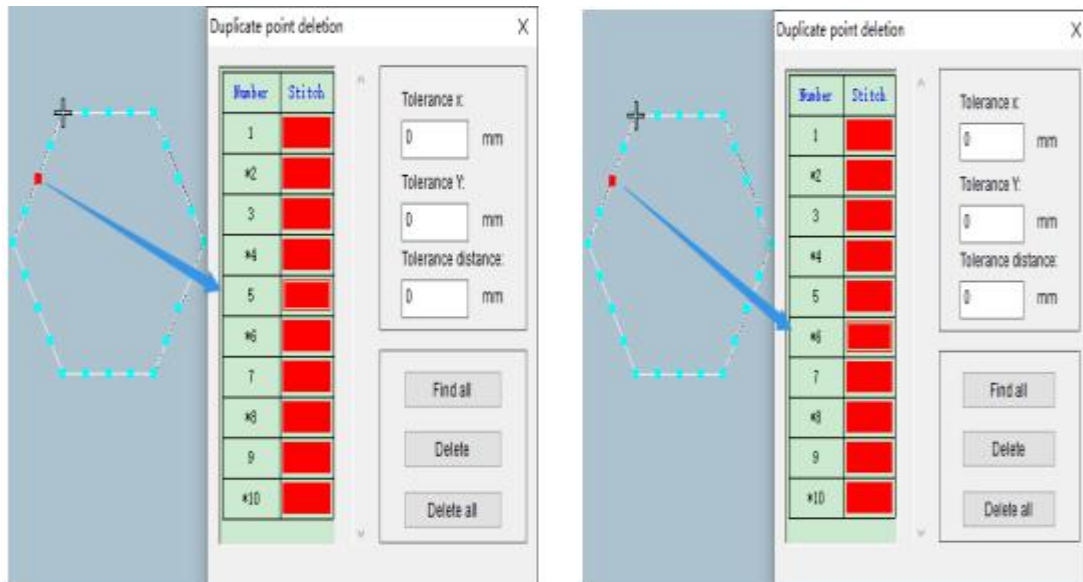 Duplicate point deletion X
Number Stitch
1
*2
3
*4
5
*6
7
*8
9
*10
Tolerance x:
0 mm
Tolerance Y:
0 mm
Tolerance distance:
0 mm
Find all
Delete
Delete all
Duplicate point deletion X
Number Stitch
1
*2
3
*4
5
*6
7
*8
9
*10
Tolerance x:
0 mm
Tolerance Y:
0 mm
Tolerance distance:
0 mm
Find all
Delete
Delete all